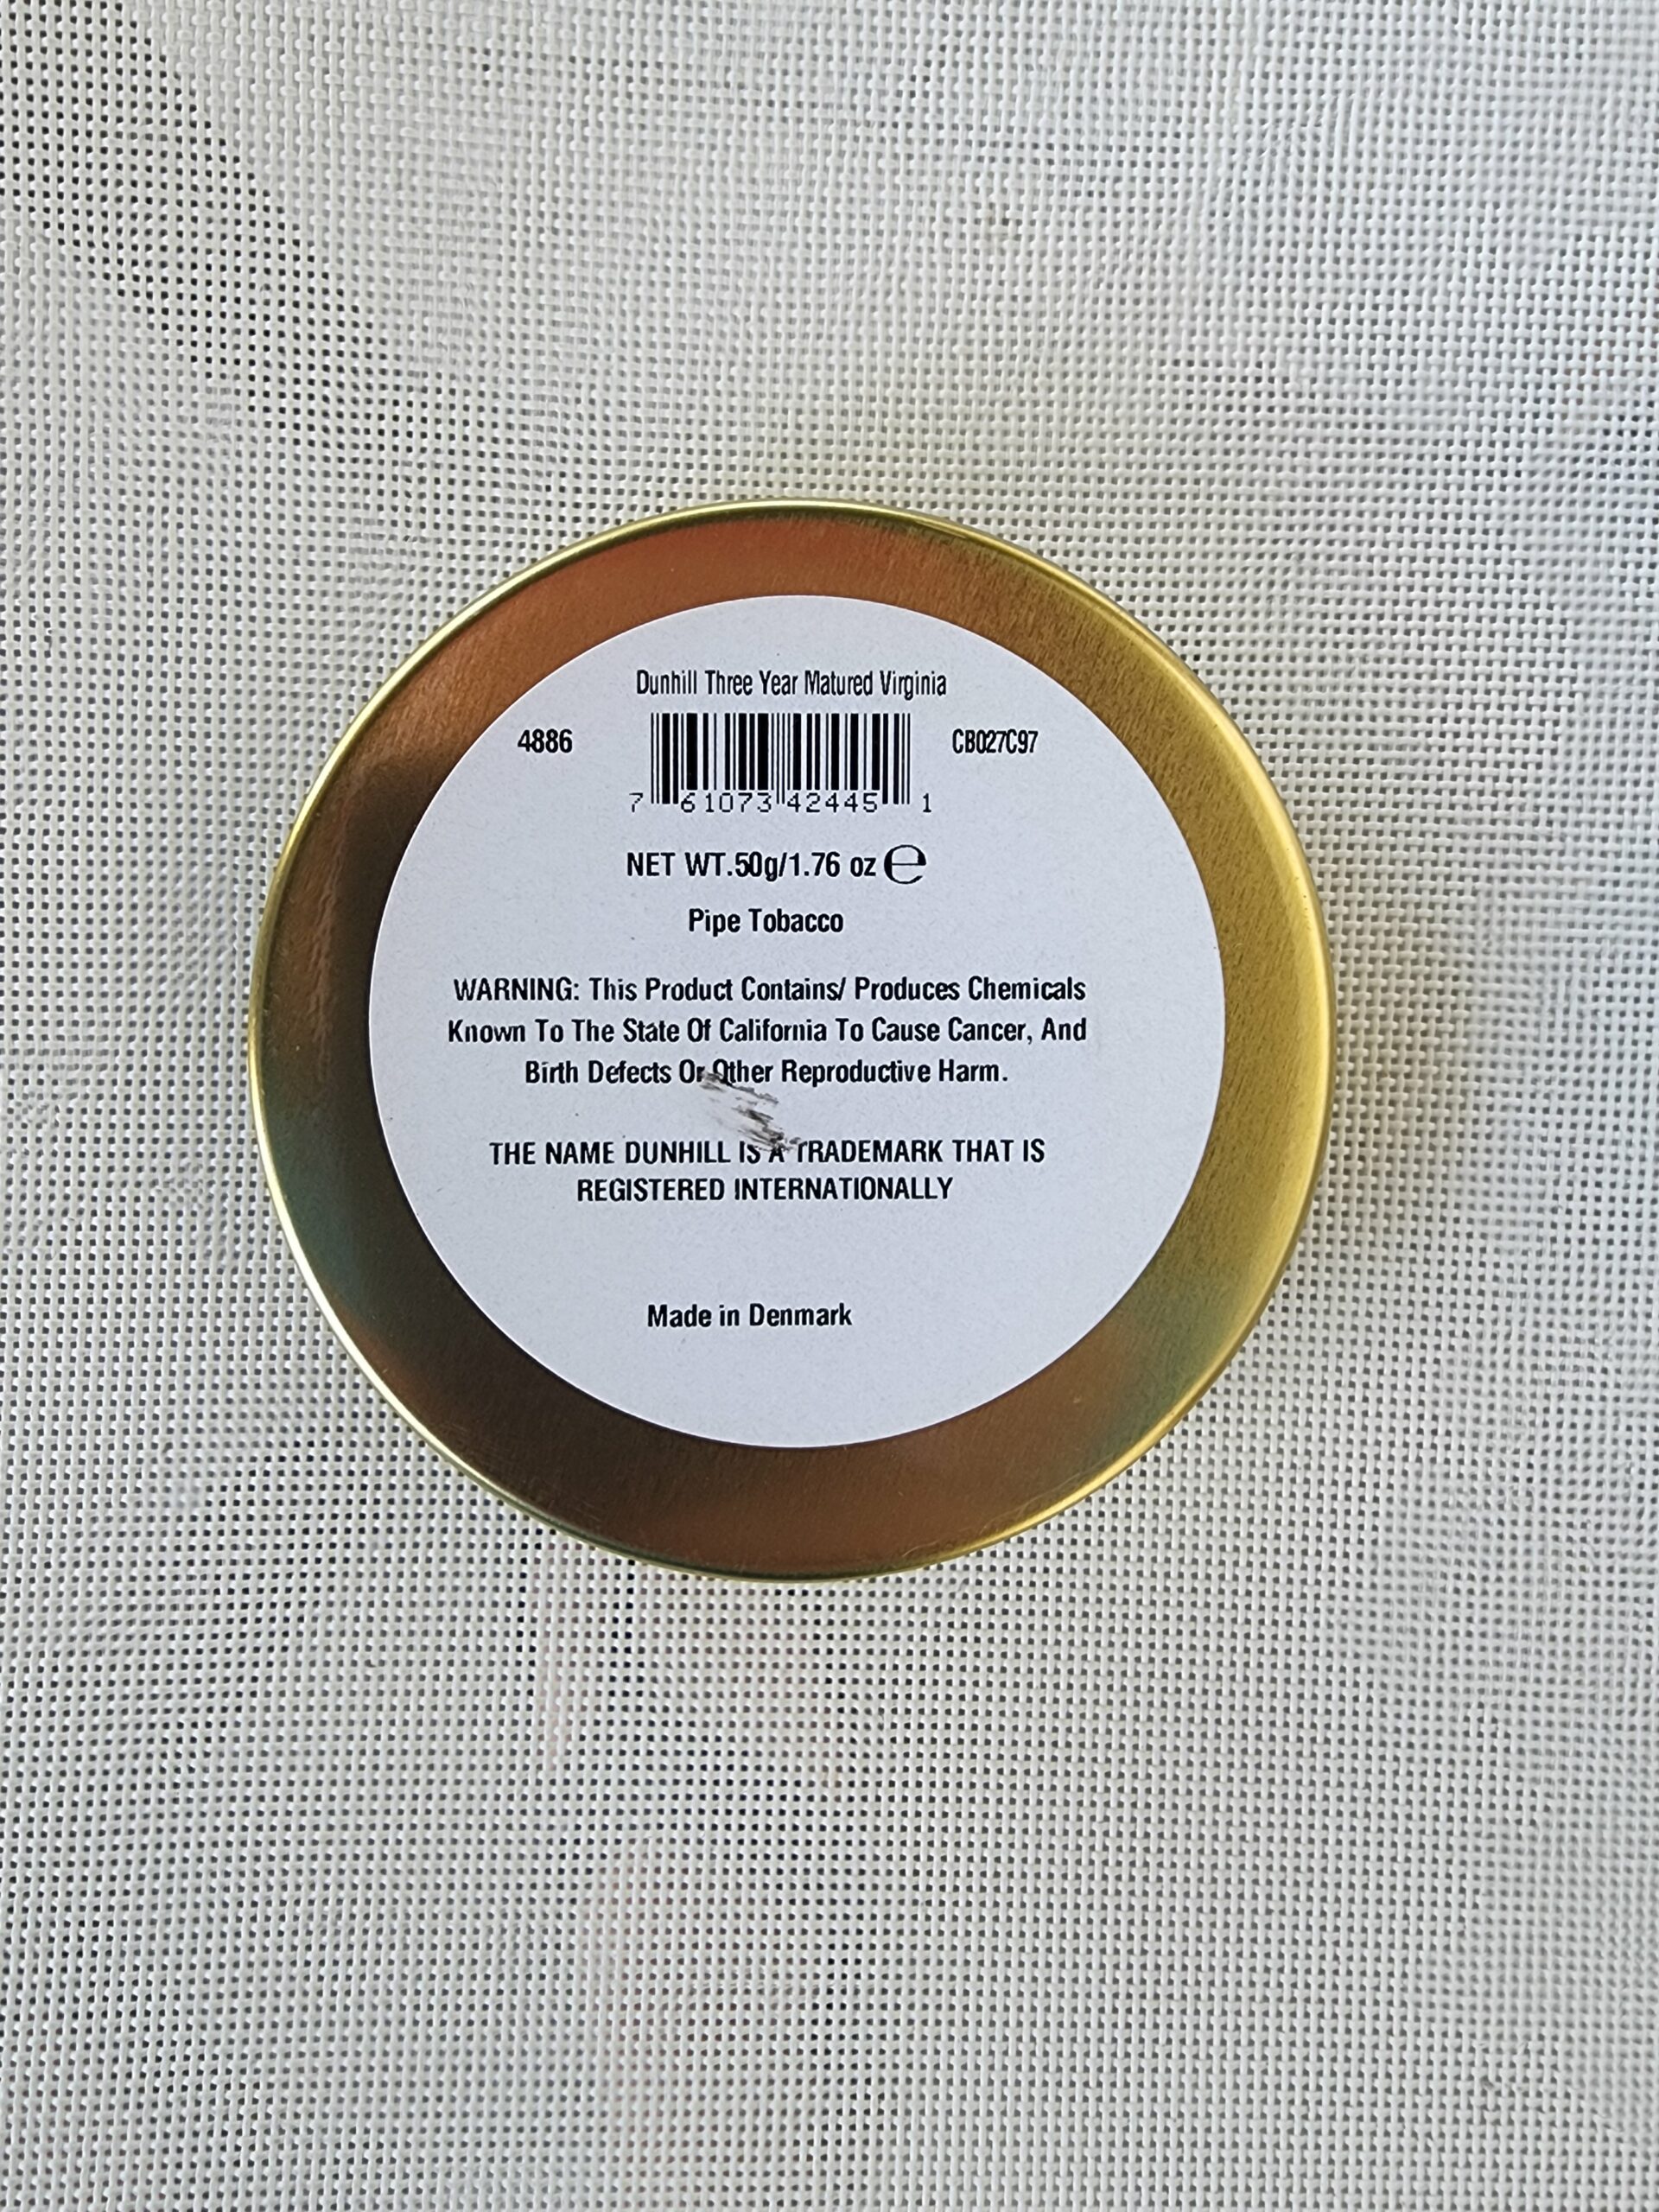 Dunhill Three Year Matured Virginia
4886 CB027C97
7 61073 42445 1
NET WT.50g/1.76 oz ℮
Pipe Tobacco
WARNING: This Product Contains/ Produces Chemicals
Known To The State Of California To Cause Cancer, And
Birth Defects Or Other Reproductive Harm.
THE NAME DUNHILL IS A TRADEMARK THAT IS
REGISTERED INTERNATIONALLY
Made in Denmark